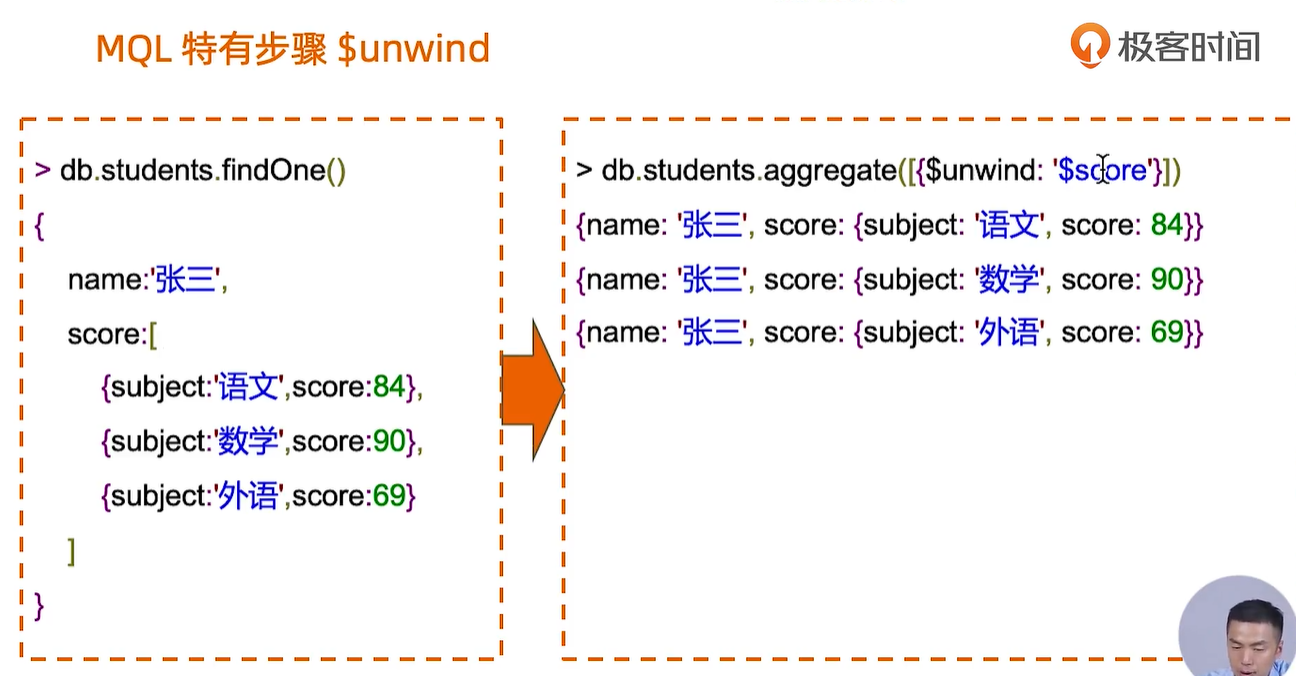 MQL 特有步骤 $unwind
极客时间
> db.students.findOne()
{
name:'张三',
score:[
{subject:'语文',score:84},
{subject:'数学',score:90},
{subject:'外语',score:69}
]
}
> db.students.aggregate([{$unwind: '$score'}])
{name: '张三', score: {subject: '语文', score: 84}}
{name: '张三', score: {subject: '数学', score: 90}}
{name: '张三', score: {subject: '外语', score: 69}}